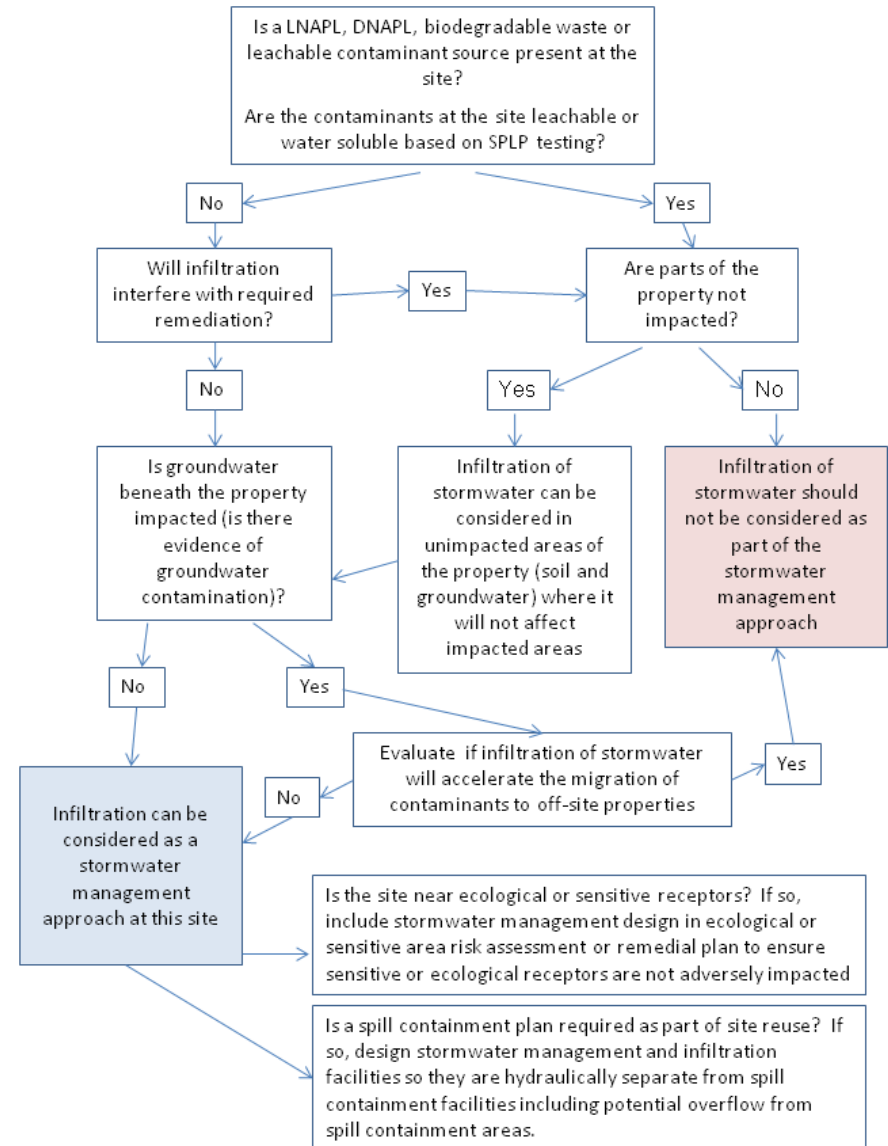 Is a LNAPL, DNAPL, biodegradable waste or
leachable contaminant source present at the
site?
Are the contaminants at the site leachable or
water soluble based on SPLP testing?
No
Yes
Will infiltration
interfere with required
remediation?
Yes
Are parts of the
property not
impacted?
No
Yes
No
Is groundwater
beneath the property
impacted (is there
evidence of
groundwater
contamination)?
Infiltration of
stormwater can be
considered in
unimpacted areas of
the property (soil and
groundwater) where it
will not affect
impacted areas
Infiltration of
stormwater should
not be considered as
part of the
stormwater
management
approach
No
Yes
Evaluate if infiltration of stormwater
will accelerate the migration of
contaminants to off-site properties
Yes
No
Infiltration can be
considered as a
stormwater
management
approach at this site
Is the site near ecological or sensitive receptors? If so,
include stormwater management design in ecological or
sensitive area risk assessment or remedial plan to ensure
sensitive or ecological receptors are not adversely impacted
Is a spill containment plan required as part of site reuse? If
so, design stormwater management and infiltration
facilities so they are hydraulically separate from spill
containment facilities including potential overflow from
spill containment areas.